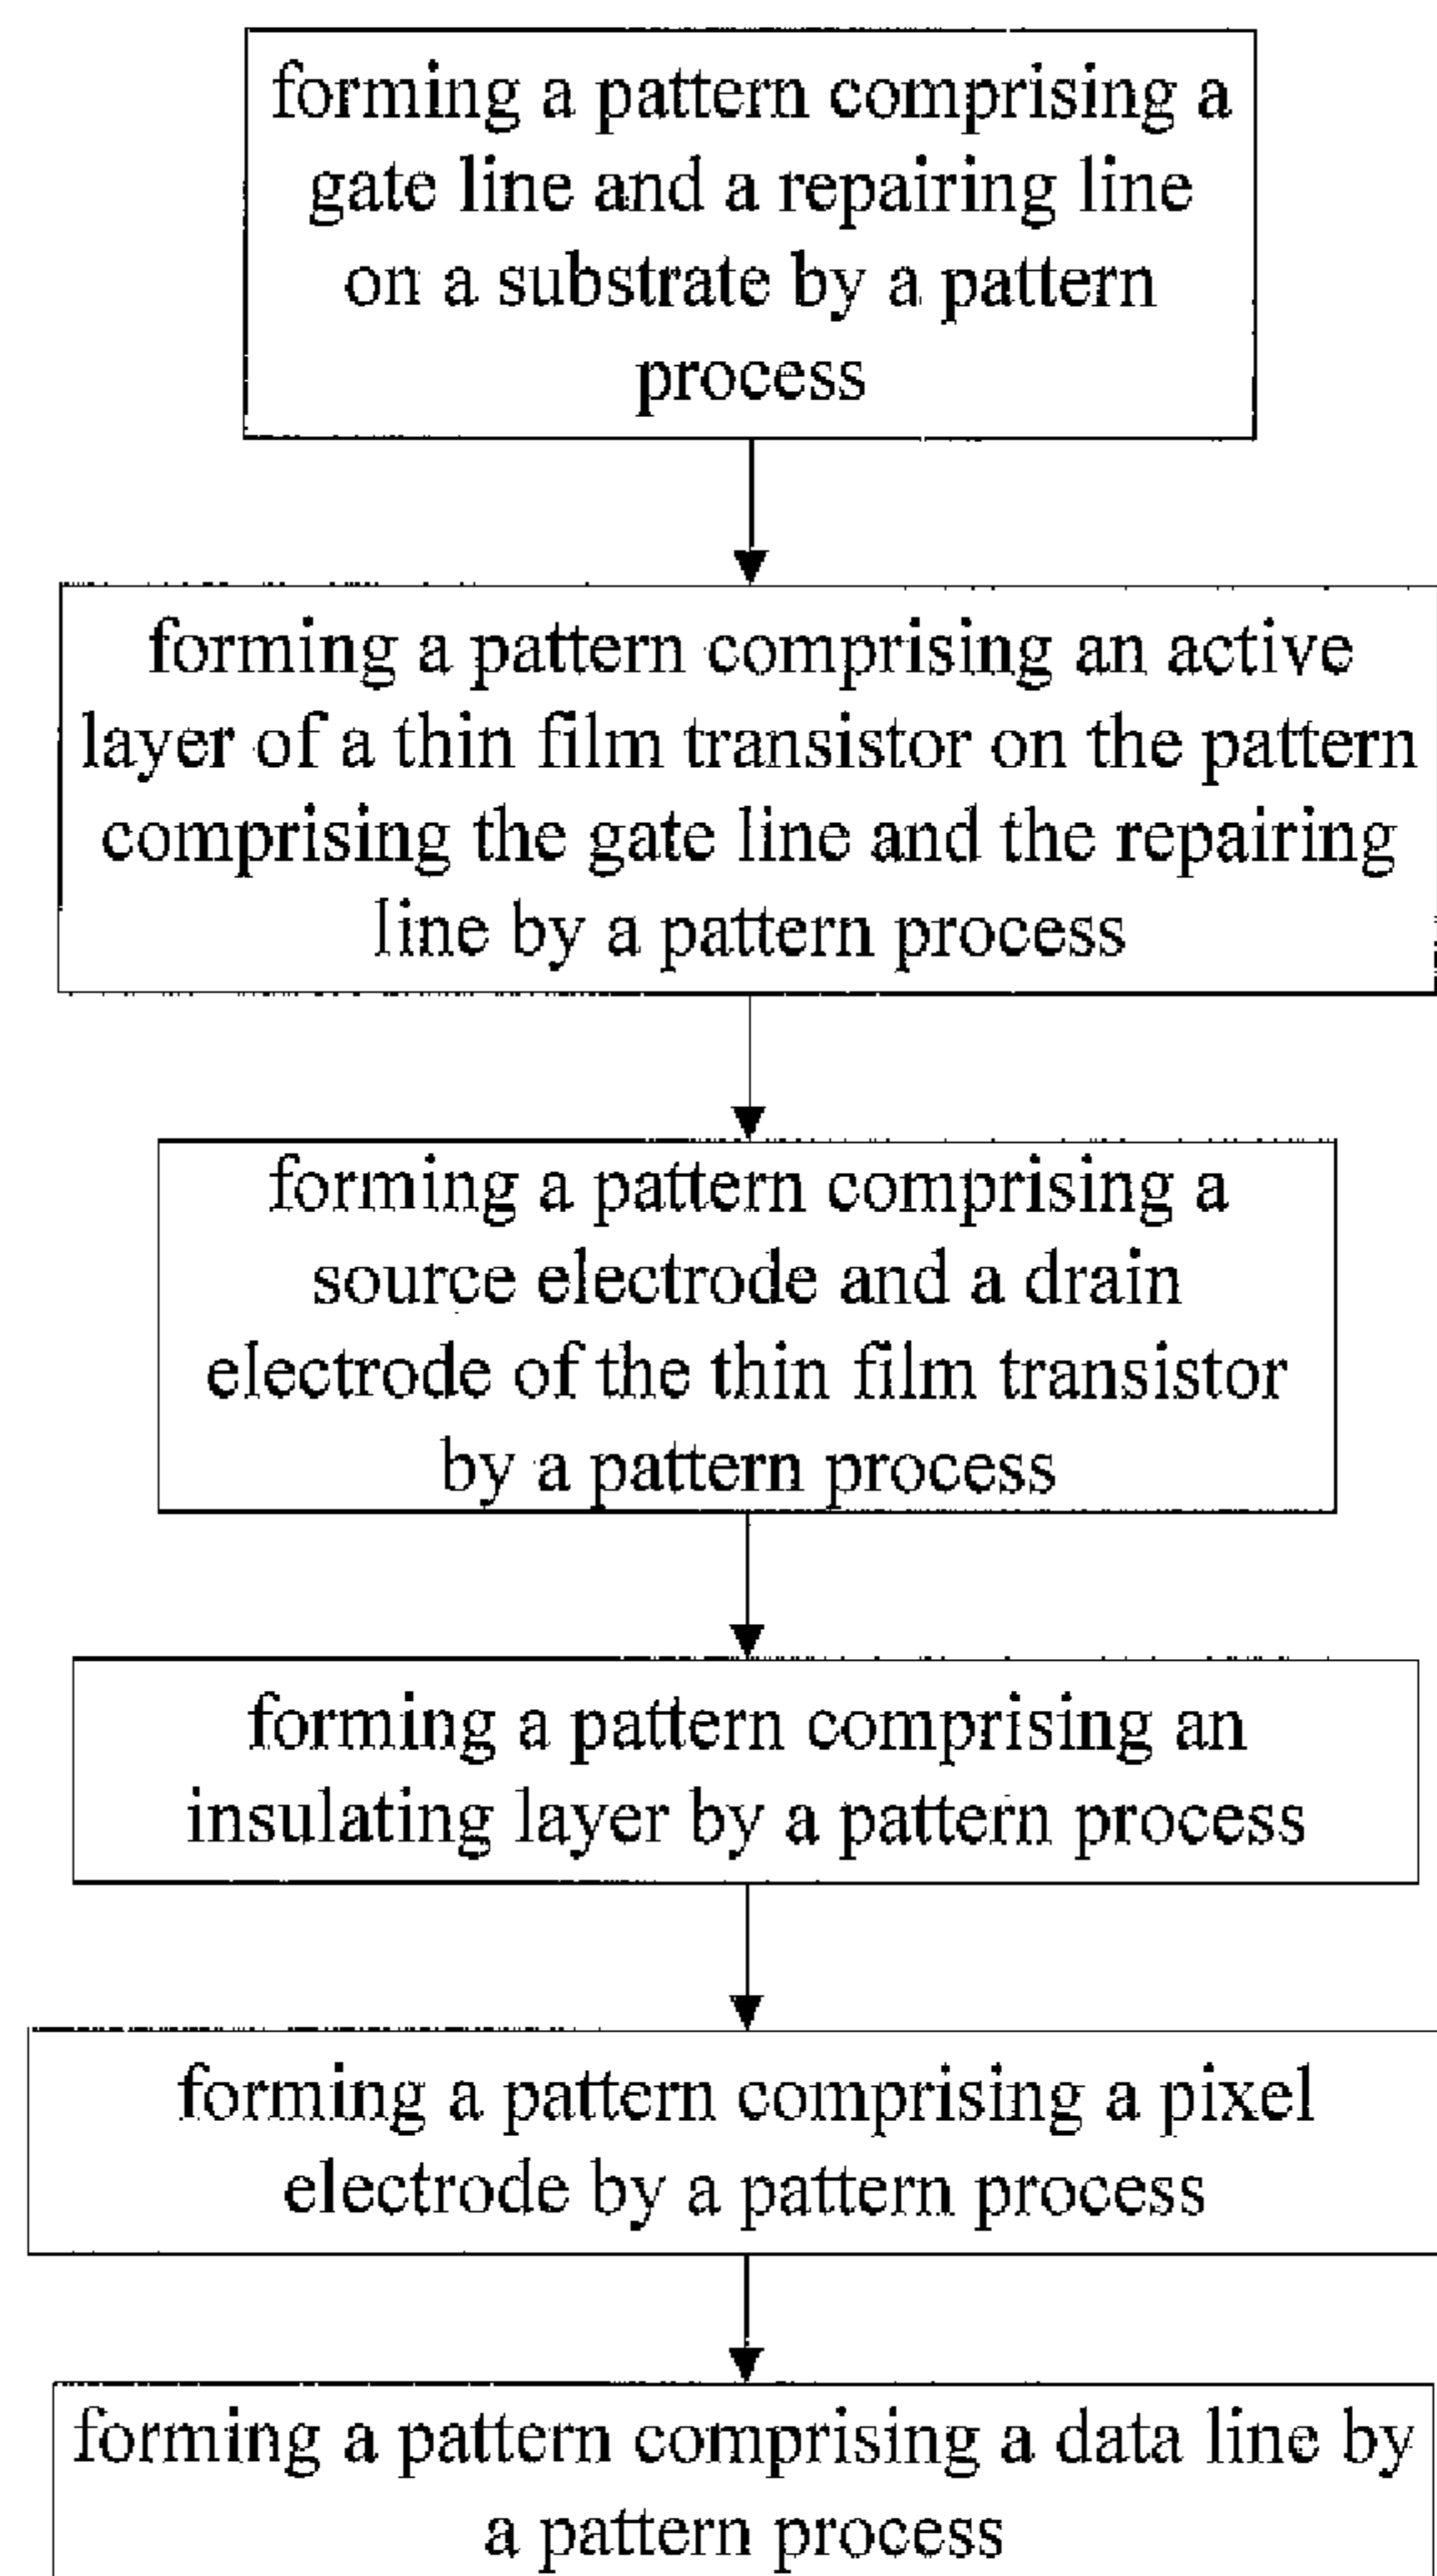 forming a pattern comprising a
gate line and a repairing line
on a substrate by a pattern
process
forming a pattern comprising an active
layer of a thin film transistor on the pattern
comprising the gate line and the repairing
line by a pattern process
forming a pattern comprising a
source electrode and a drain
electrode of the thin film transistor
by a pattern process
forming a pattern comprising an
insulating layer by a pattern process
forming a pattern comprising a pixel
electrode by a pattern process
forming a pattern comprising a data line by
a pattern process